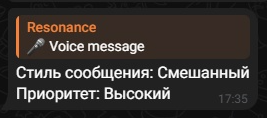 Resonance
🎤 Voice message
Стиль сообщения: Смешанный
Приоритет: Высокий
17:35